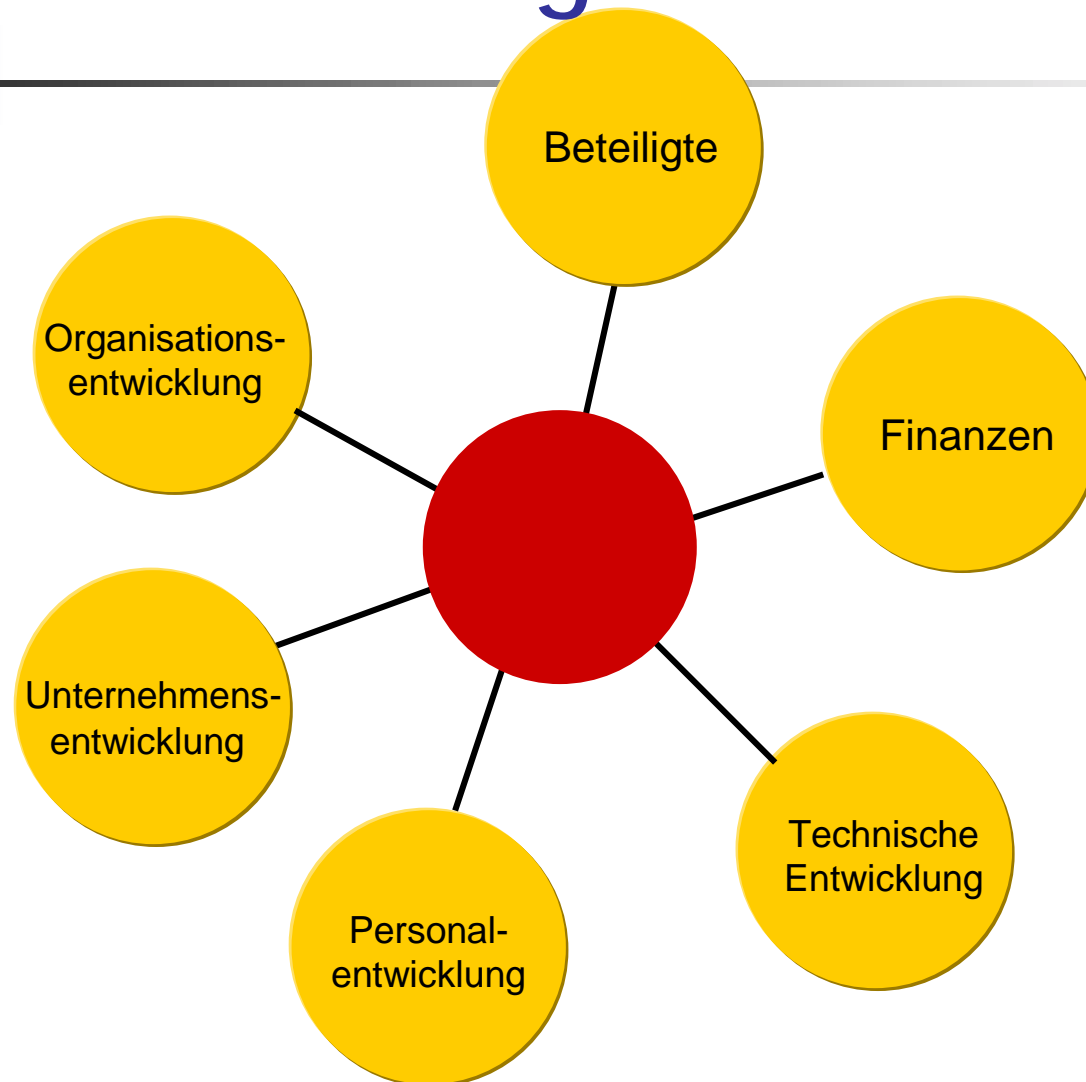 Beteiligte
Organisations-
entwicklung
Finanzen
Unternehmens-
entwicklung
Technische
Entwicklung
Personal-
entwicklung